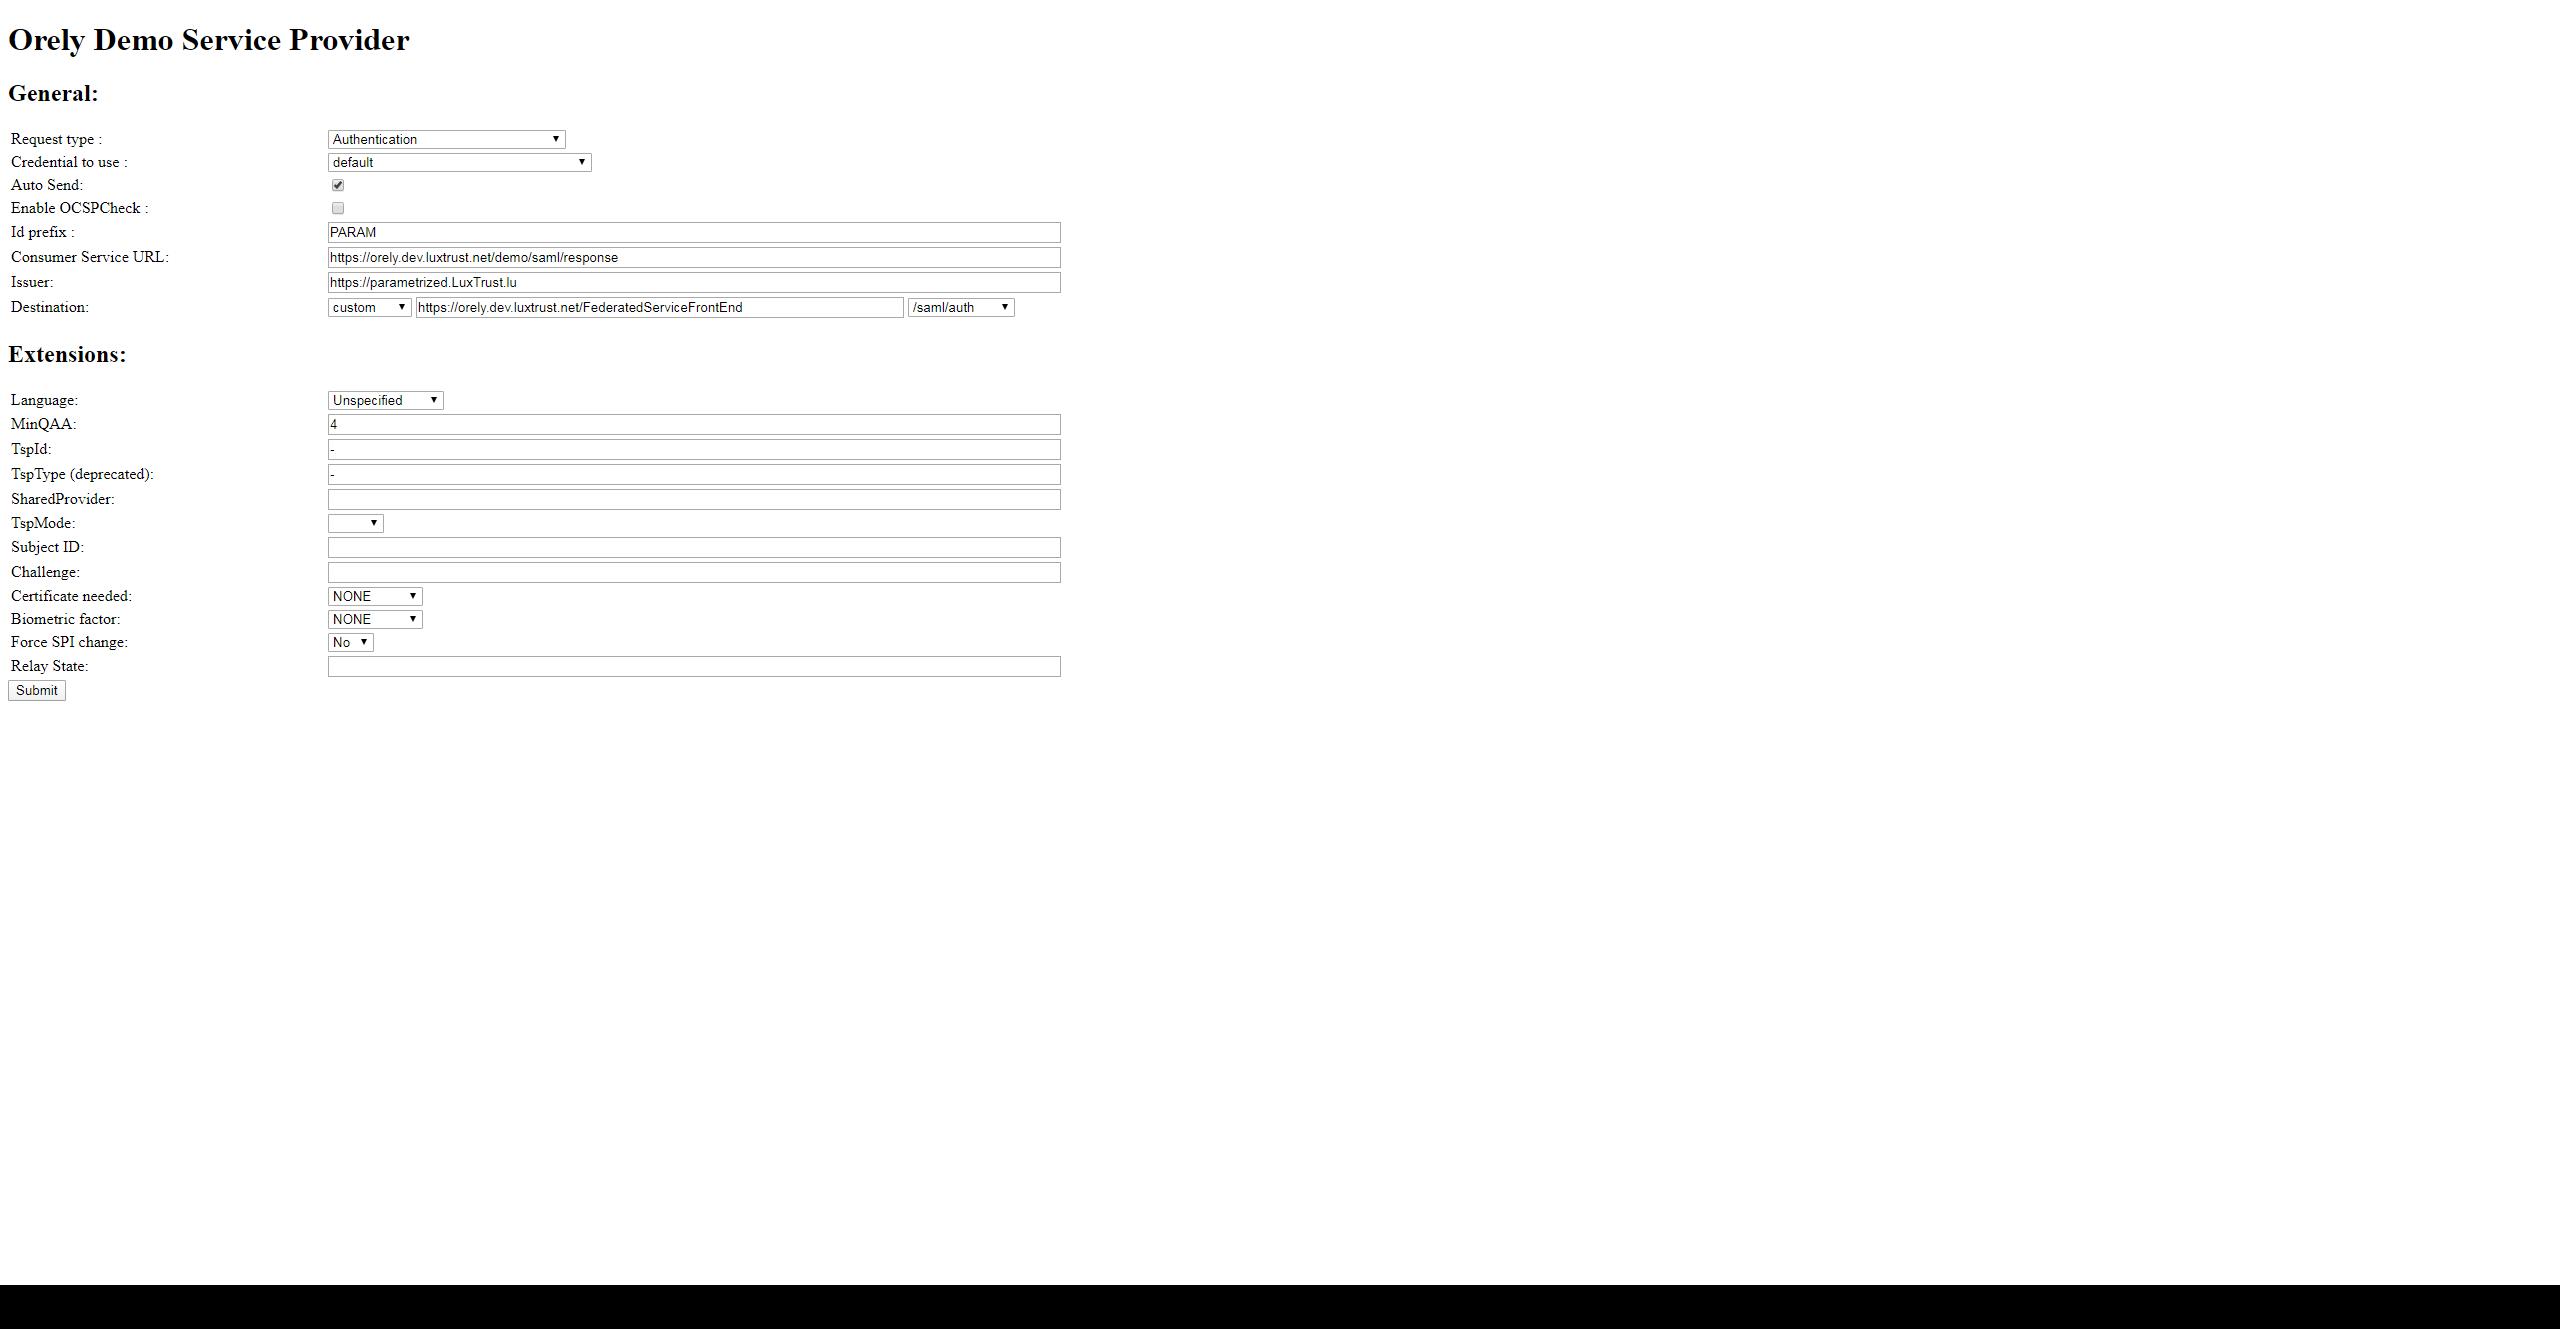 Orely Demo Service Provider
General:
Request type : Authentication
Credential to use : default
Auto Send:
Enable OCSPCheck :
Id prefix : PARAM
Consumer Service URL: https://orely.dev.luxtrust.net/demo/saml/response
Issuer: https://parametrized.LuxTrust.lu
Destination: custom https://orely.dev.luxtrust.net/FederatedServiceFrontEnd /saml/auth
Extensions:
Language: Unspecified
MinQAA: 4
TspId: -
TspType (deprecated): -
SharedProvider:
TspMode:
Subject ID:
Challenge:
Certificate needed: NONE
Biometric factor: NONE
Force SPI change: No
Relay State:
Submit